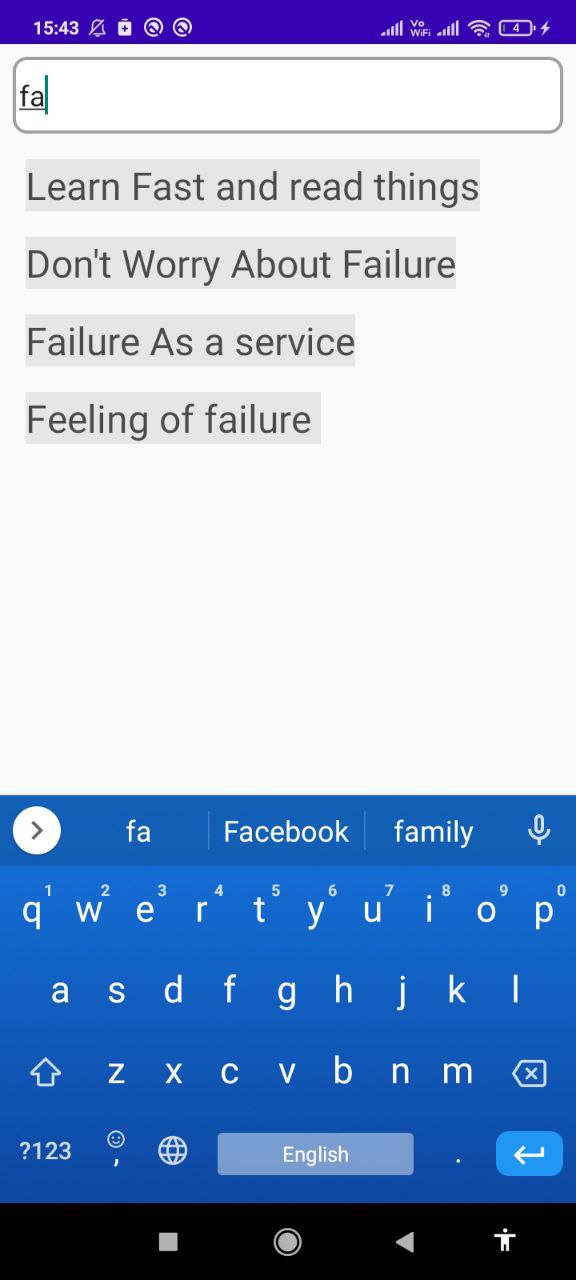 15:43
Vo
WiFi
4
fa
Learn Fast and read things
Don't Worry About Failure
Failure As a service
Feeling of failure
fa Facebook family
1 2 3 4 5 6 7 8 9 0
q w e r t y u i o p
a s d f g h j k l
z x c v b n m
?123 , English .